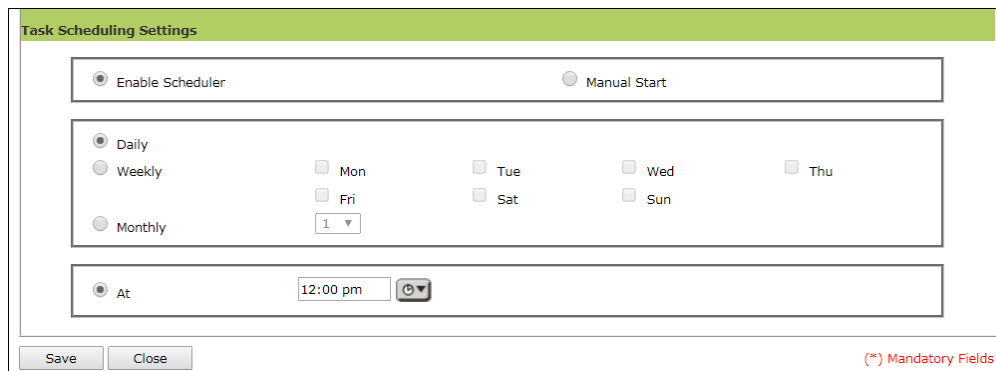 Task Scheduling Settings
Enable Scheduler Manual Start
Daily
Weekly Mon Tue Wed Thu
Fri Sat Sun
Monthly 1
At 12:00 pm
Save Close (*) Mandatory Fields